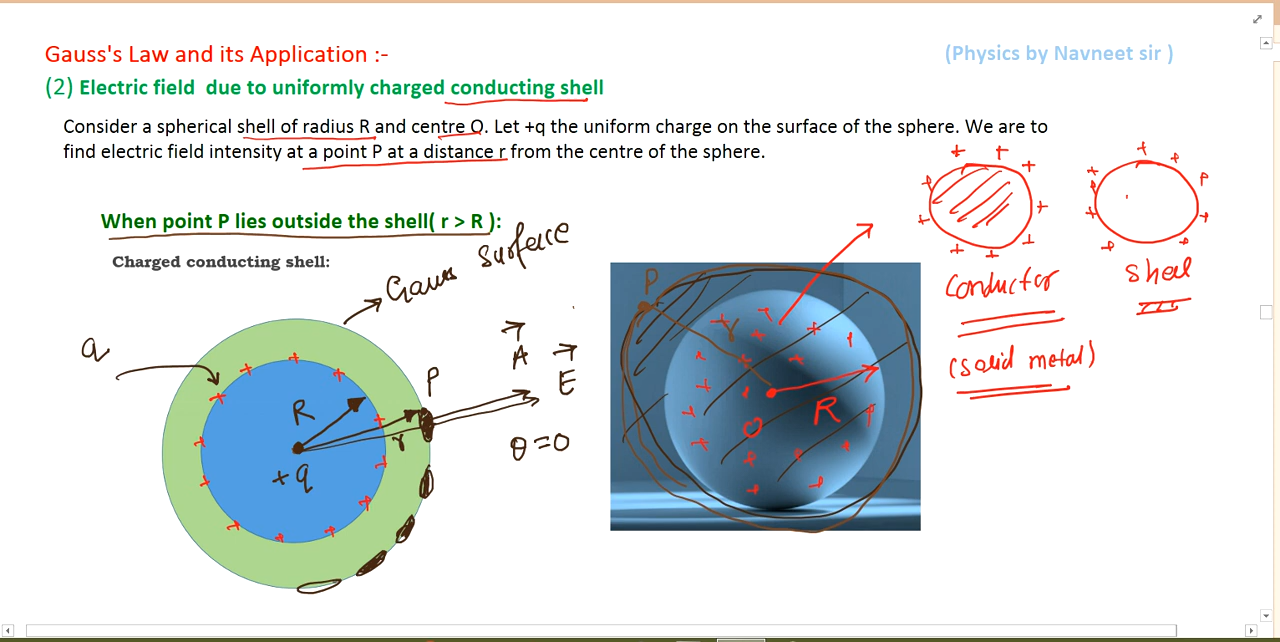 Gauss's Law and its Application :-
(Physics by Navneet sir )
(2) Electric field due to uniformly charged conducting shell
Consider a spherical shell of radius R and centre O. Let +q the uniform charge on the surface of the sphere. We are to
find electric field intensity at a point P at a distance r from the centre of the sphere.
When point P lies outside the shell( r > R ):
Charged conducting shell:
Gauss Surface
q
R
+q
r
P
A
E
θ=0
P
r
O
R
Conductor
(solid metal)
Shell